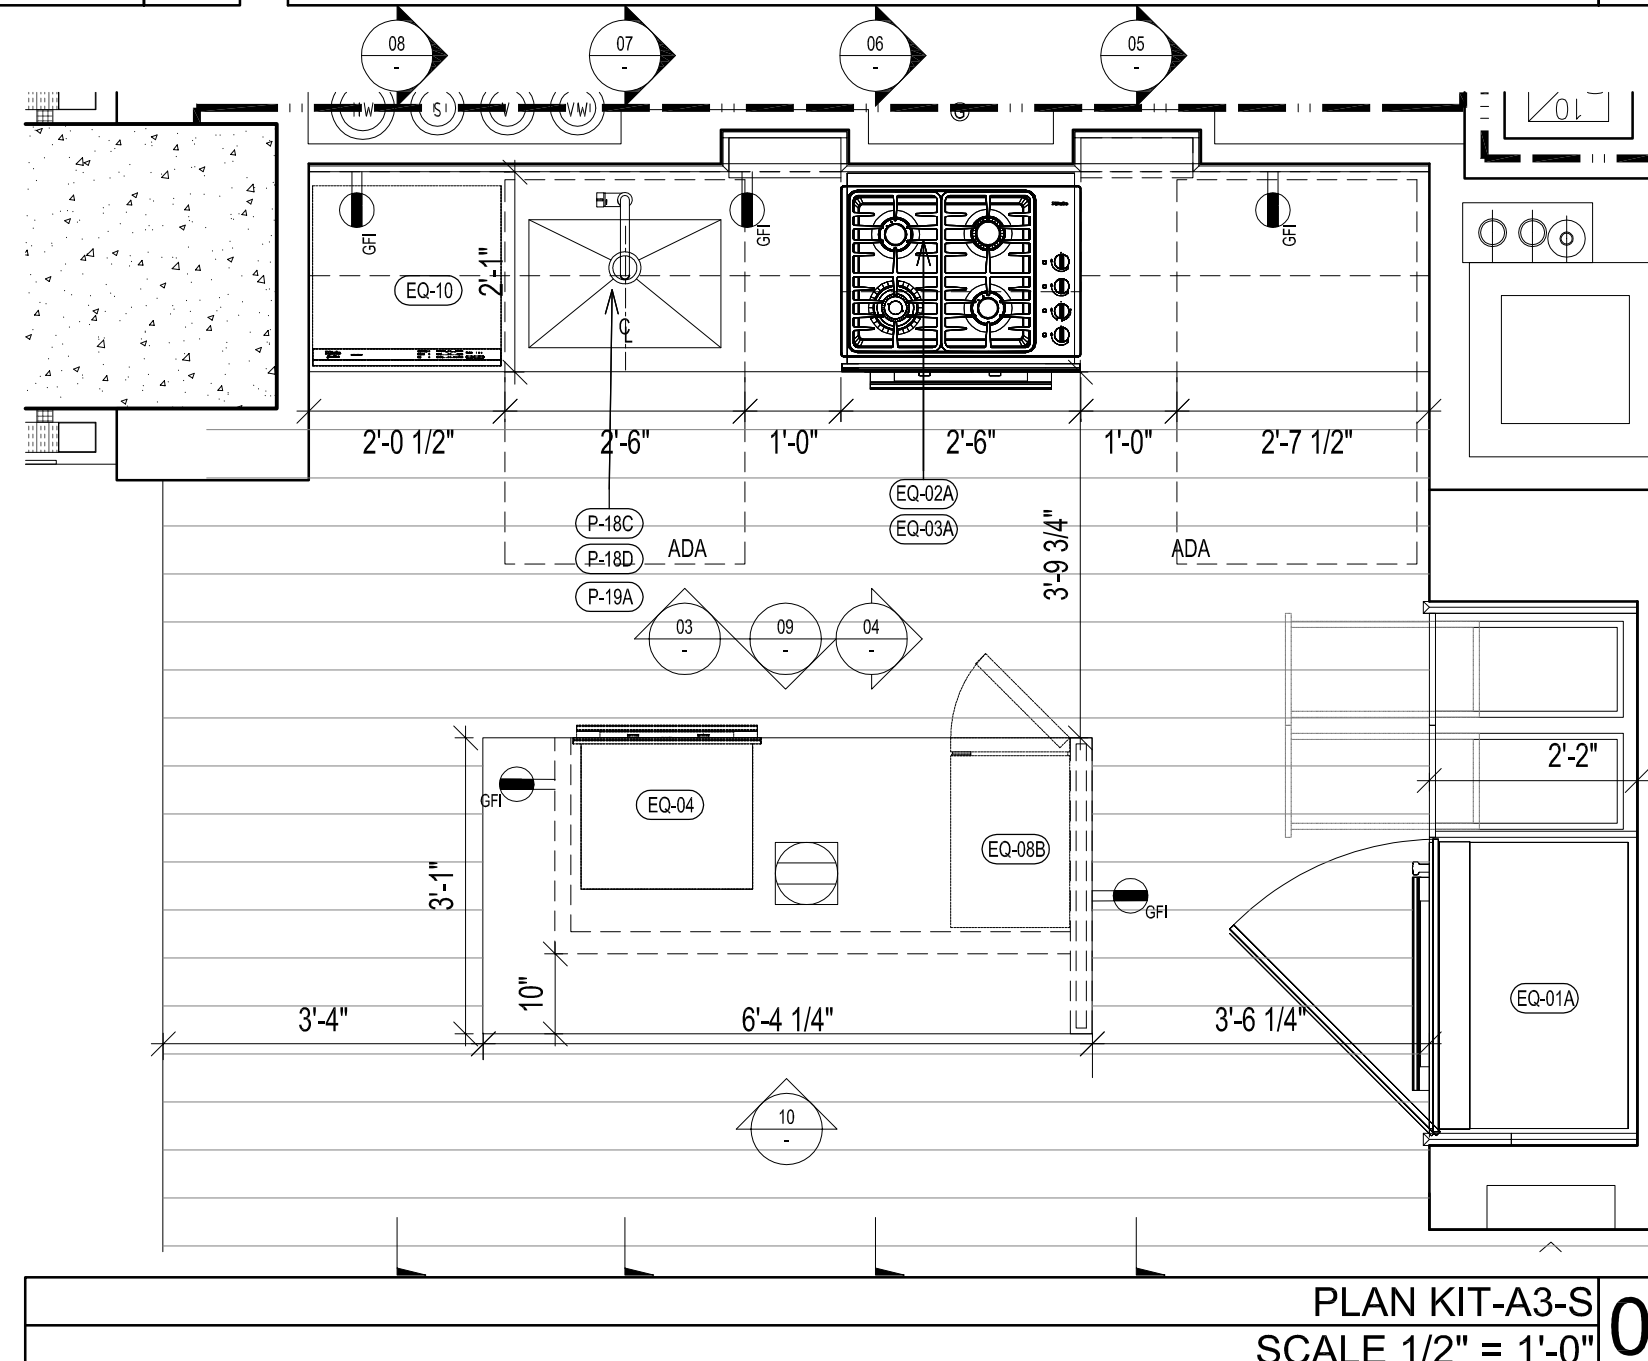 08
-
07
-
06
-
05
-
HW
S
V
VW
G
10
GFI
GFI
GFI
EQ-10
2'-1"
CL
2'-0 1/2"
2'-6"
1'-0"
2'-6"
1'-0"
2'-7 1/2"
EQ-02A
EQ-03A
P-18C
P-18D
P-19A
ADA
ADA
3'-9 3/4"
03
-
09
-
04
-
2'-2"
GFI
EQ-04
EQ-08B
3'-1"
GFI
10"
EQ-01A
3'-4"
6'-4 1/4"
3'-6 1/4"
10
-
PLAN KIT-A3-S
SCALE 1/2" = 1'-0"
0